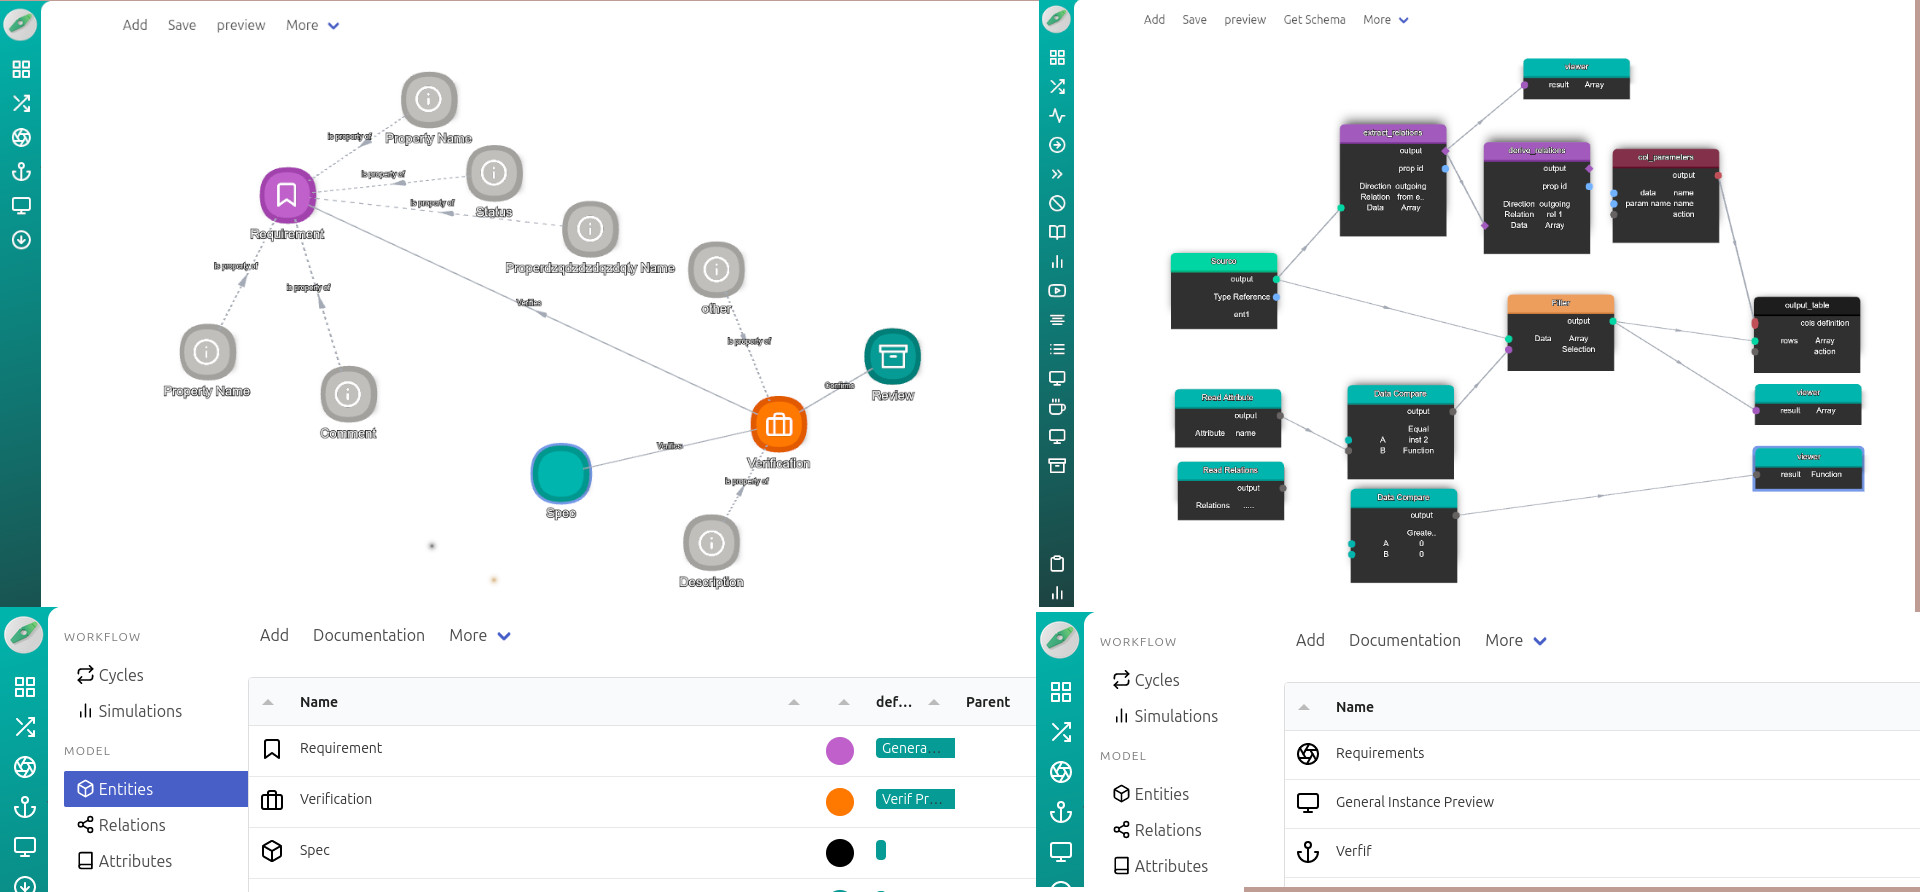 Add Save preview More
is property of
Property Name
is property of
Status
is property of
Properdzqdzdzdqzdqty Name
Requirement
is property of
is property of
other
Verifies
is property of
Property Name
Comment
Confirms
Review
Verifies
Verification
is property of
Spec
Description
Add Save preview Get Schema More
viewer
result Array
extract_relations
output
prop id
Direction outgoing
Relation from e..
Data Array
derive_relations
output
prop id
Direction outgoing
Relation rel 1
Data Array
col_parameters
output
data name
param name name
action
Source
output
Type Reference
ent1
Filter
output
Data Array
Selection
output_table
cols definition
rows Array
action
Read Attribute
output
Attribute name
Data Compare
output
Equal
A inst 2
B Function
viewer
result Array
Read Relations
output
Relations .....
Data Compare
output
Greate..
A 0
B 0
viewer
result Function
WORKFLOW
Cycles
Simulations
MODEL
Entities
Relations
Attributes
Add Documentation More
Name def... Parent
Requirement Genera...
Verification Verif Pr...
Spec
WORKFLOW
Cycles
Simulations
MODEL
Entities
Relations
Attributes
Add Documentation More
Name
Requirements
General Instance Preview
Verfif